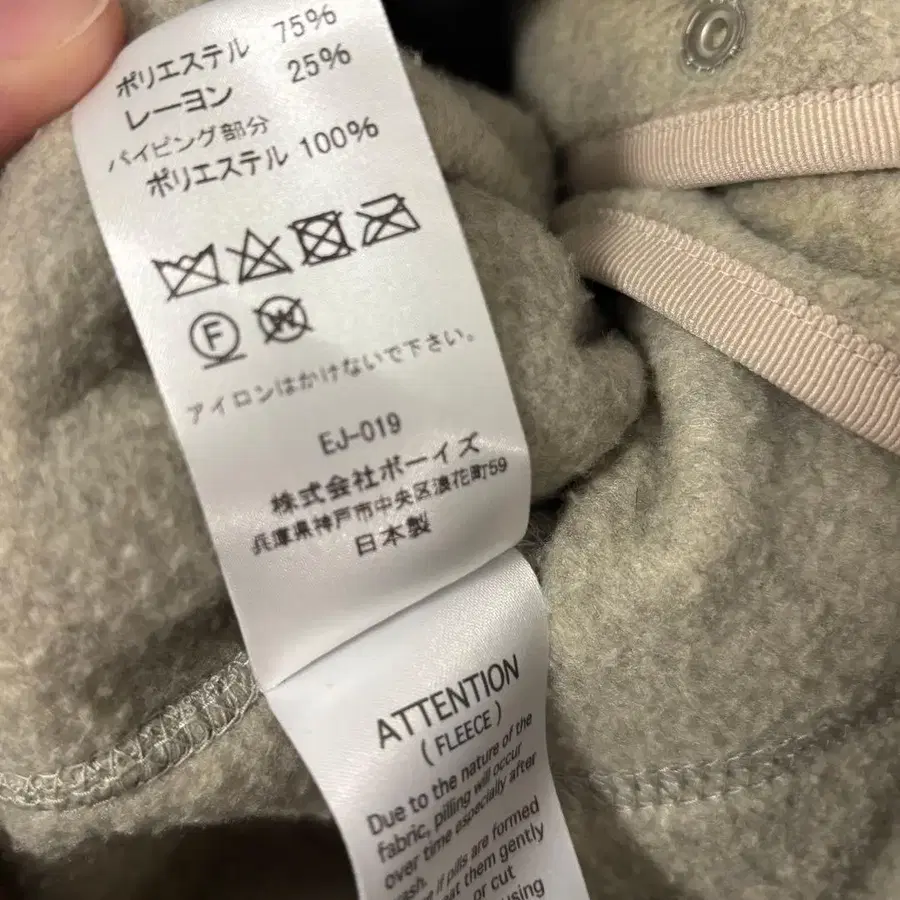 ポリエステル 75%
レーヨン 25%
パイピング部分
ポリエステル 100%
F
W
アイロンはかけないで下さい。
EJ-019
株式会社ボーイズ
兵庫県神戸市中央区浪花町59
日本製
ATTENTION
( FLEECE )
Due to the nature of the
fabric, pilling will occur
over time especially after
if pills are formed
them gently
or cut
using